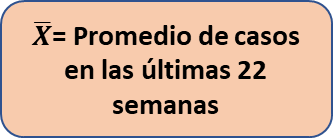 X̅= Promedio de casos
en las últimas 22
semanas